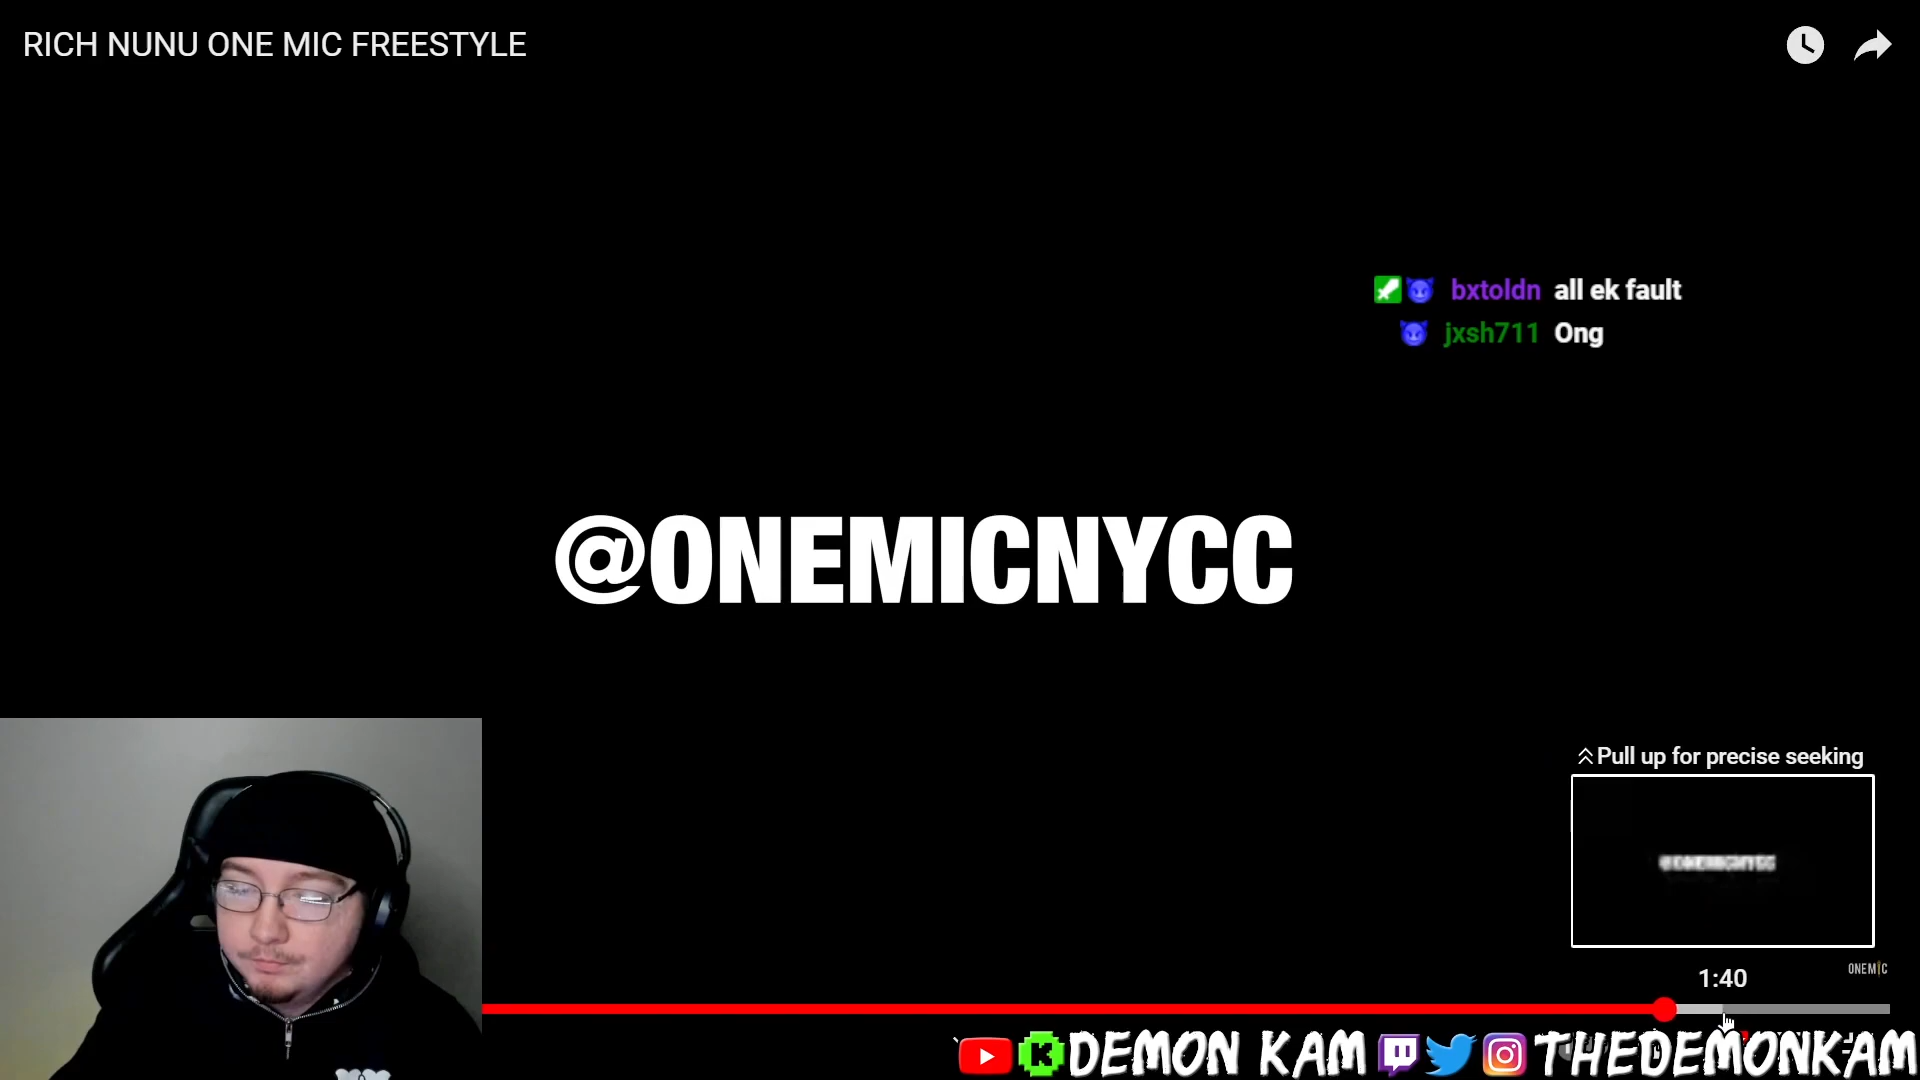 RICH NUNU ONE MIC FREESTYLE
bxtoldn all ek fault
jxsh711 Ong
@ONEMICNYCC
Pull up for precise seeking
@ONEMICNYCC
1:40
ONEMIC
DEMON KAM THEDEMONKAM